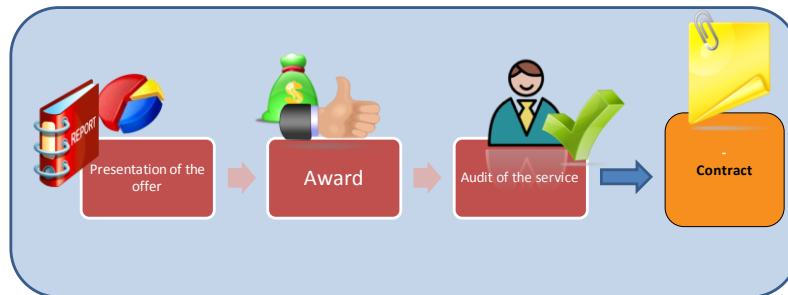 REPORT
Presentation of the
offer
$
Award
Audit of the service
-
Contract